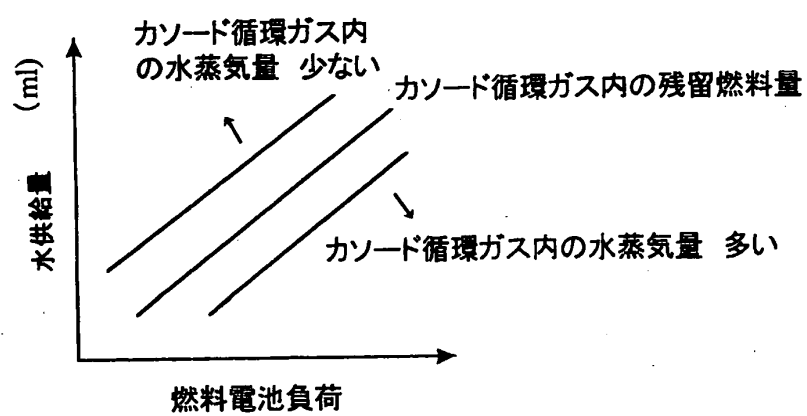 カソード循環ガス内
の水蒸気量 少ない
カソード循環ガス内の残留燃料量
水供給量 (ml)
カソード循環ガス内の水蒸気量 多い
燃料電池負荷